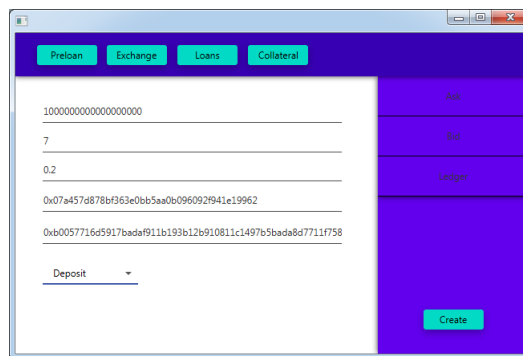 Preloan Exchange Loans Collateral
1000000000000000000
7
0.2
0x07a457d878bf363e0bb5aa0b096092f941e19962
0xb0057716d5917badaf911b193b12b910811c1497b5bada8d7711f758
Deposit
Create